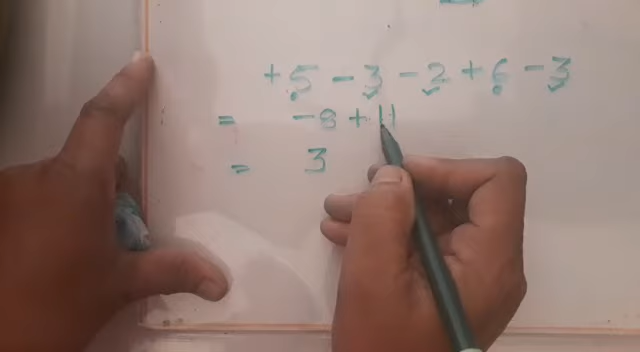 +5-3-2+6-3
= -8+11
= 3